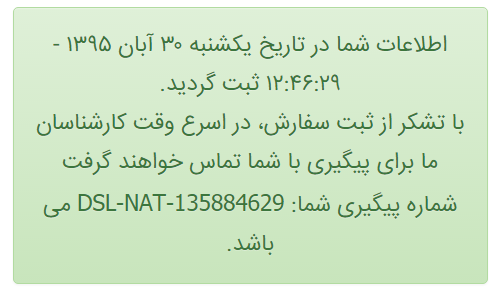 اطلاعات شما در تاریخ یکشنبه ۳۰ آبان ۱۳۹۵ -
۱۲:۴۶:۲۹ ثبت گردید.
با تشکر از ثبت سفارش، در اسرع وقت کارشناسان
ما برای پیگیری با شما تماس خواهند گرفت
شماره پیگیری شما: DSL-NAT-135884629 می
باشد.